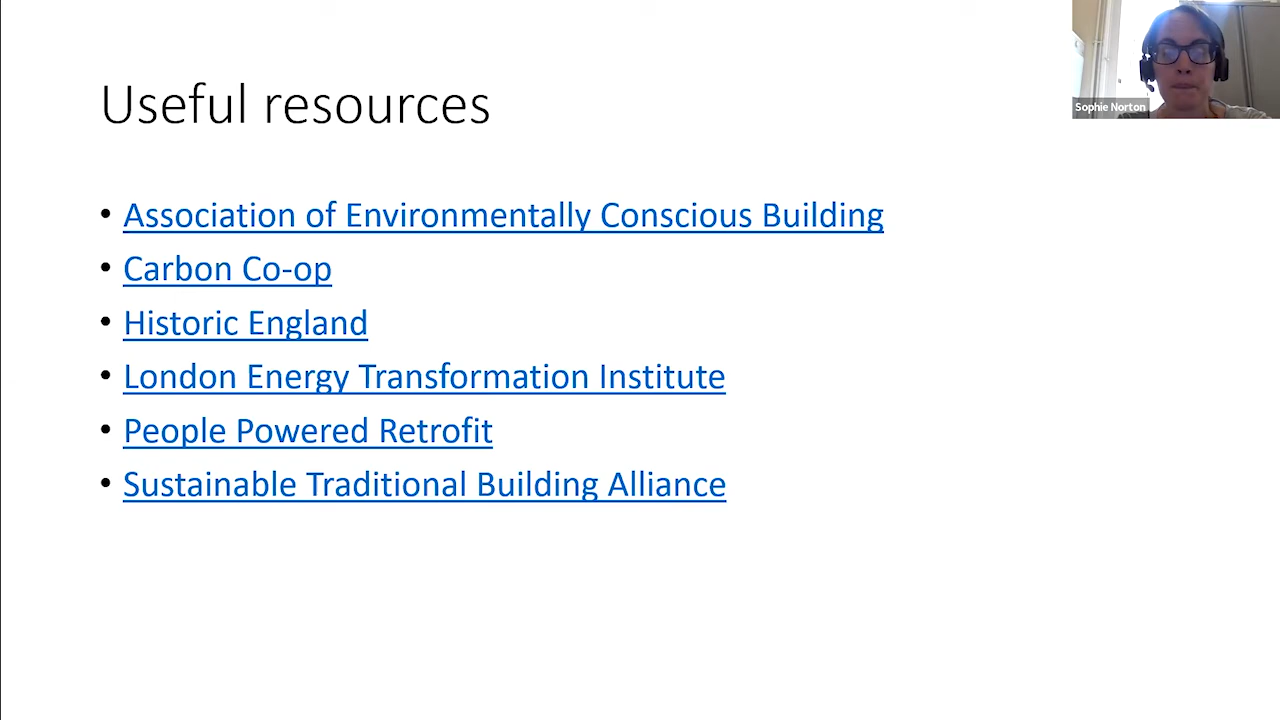 Useful resources
Sophie Norton
• Association of Environmentally Conscious Building
• Carbon Co-op
• Historic England
• London Energy Transformation Institute
• People Powered Retrofit
• Sustainable Traditional Building Alliance